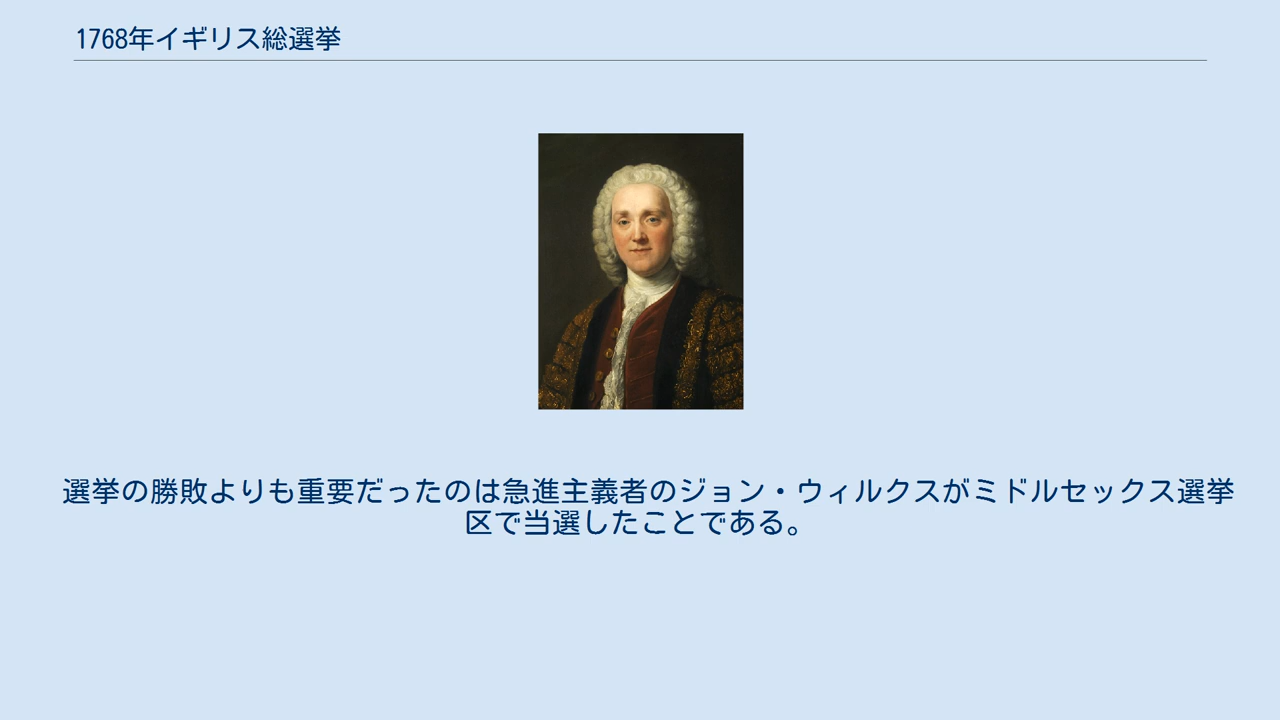 1768年イギリス総選挙
選挙の勝敗よりも重要だったのは急進主義者のジョン・ウィルクスがミドルセックス選挙
区で当選したことである。